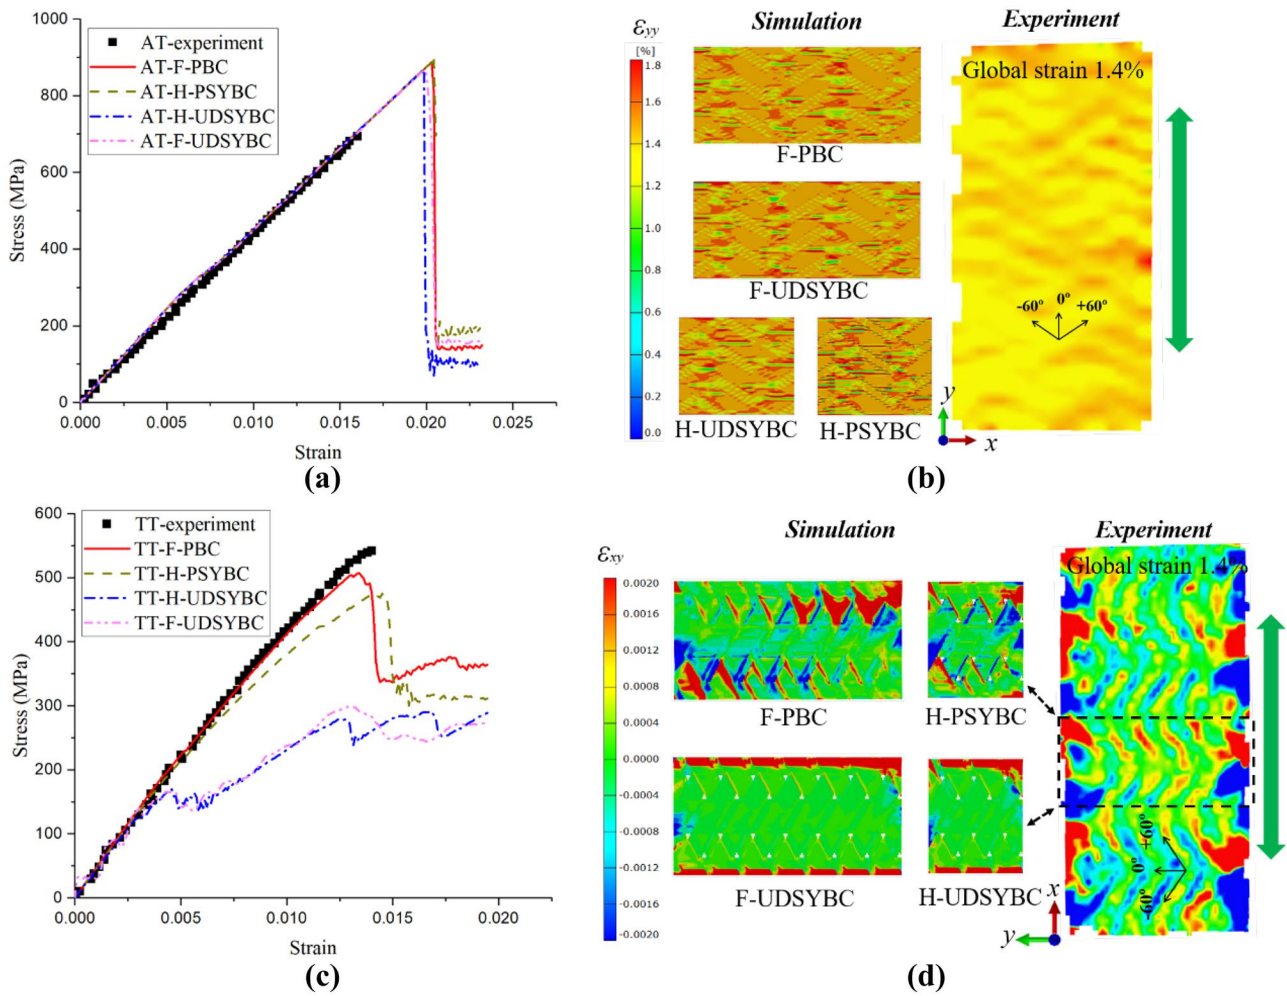 1000
AT-experiment
AT-F-PBC
AT-H-PSYBC
AT-H-UDSYBC
AT-F-UDSYBC
800
600
400
200
0
Stress (MPa)
0.000
0.005
0.010
0.015
0.020
0.025
Strain
(a)
εyy
[%]
1.8
1.6
1.4
1.2
1.0
0.8
0.6
0.4
0.2
0.0
Simulation
Experiment
Global strain 1.4%
F-PBC
F-UDSYBC
H-UDSYBC
H-PSYBC
-60º
0º
+60º
y
x
(b)
600
TT-experiment
TT-F-PBC
TT-H-PSYBC
TT-H-UDSYBC
TT-F-UDSYBC
500
400
300
200
100
0
Stress (MPa)
0.000
0.005
0.010
0.015
0.020
Strain
(c)
εxy
0.0020
0.0016
0.0012
0.0008
0.0004
0.0000
-0.0004
-0.0008
-0.0012
-0.0016
-0.0020
Simulation
Experiment
Global strain 1.4%
F-PBC
H-PSYBC
F-UDSYBC
H-UDSYBC
+60º
0º
-60º
x
y
(d)